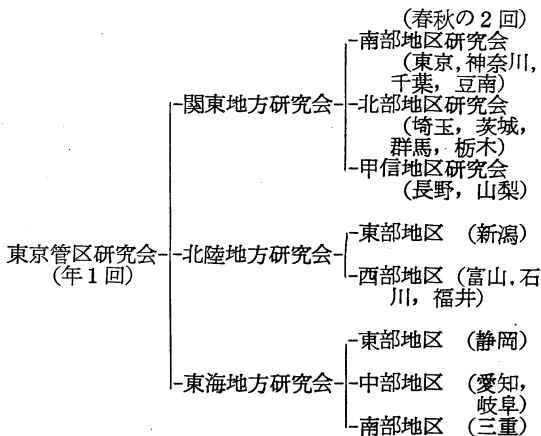 (春秋の2回)
南部地区研究会
(東京,神奈川,
千葉,豆南)
関東地方研究会
北部地区研究会
(埼玉,茨城,
群馬,栃木)
甲信地区研究会
(長野,山梨)
東京管区研究会
(年1回)
北陸地方研究会
東部地区 (新潟)
西部地区 (富山,石
川,福井)
東海地方研究会
東部地区 (静岡)
中部地区 (愛知,
岐阜)
南部地区 (三重)